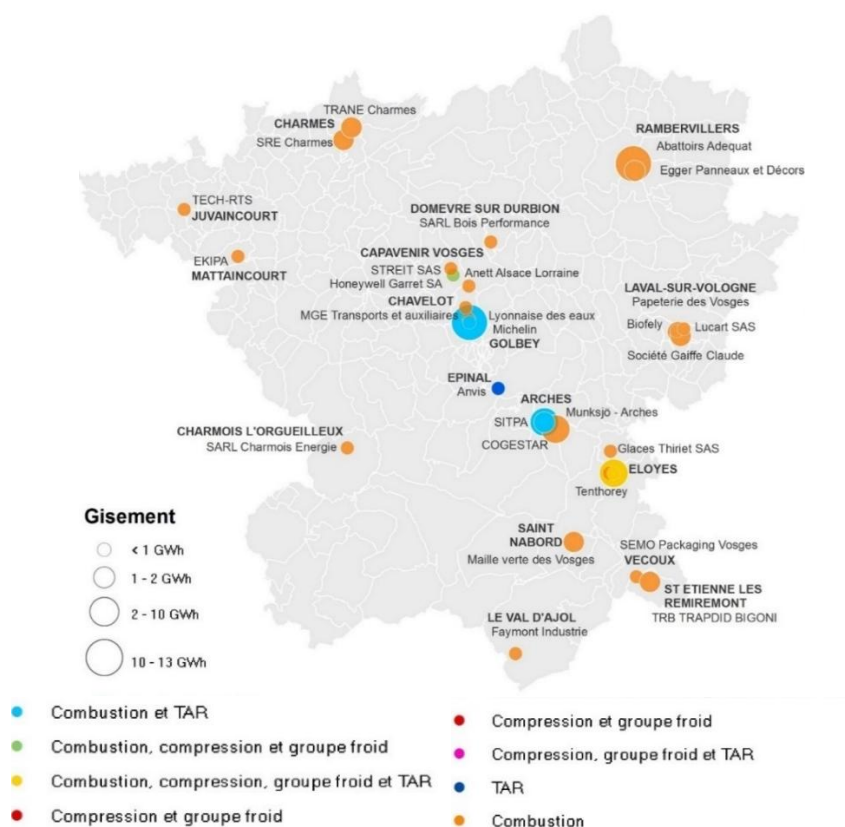 TRANE Charmes
CHARMES
SRE Charmes
RAMBERVILLERS
Abattoirs Adequat
Egger Panneaux et Décors
TECH-RTS
JUVAINCOURT
DOMEVRE SUR DURBION
SARL Bois Performance
EKIPA
MATTAINCOURT
CAPAVENIR VOSGES
STREIT SAS
Anett Alsace Lorraine
Honeywell Garret SA
CHAVELOT
MGE Transports et auxiliaires
Lyonnaise des eaux
Michelin
GOLBEY
LAVAL-SUR-VOLOGNE
Papeterie des Vosges
Biofely
Lucart SAS
Société Gaiffe Claude
EPINAL
Anvis
ARCHES
SITPA
Munksjö - Arches
COGESTAR
CHARMOIS L'ORGUEILLEUX
SARL Charmois Energie
Glaces Thiriet SAS
ELOYES
Tenthorey
SAINT
NABORD
Maille verte des Vosges
SEMO Packaging Vosges
VECOUX
ST ETIENNE LES
REMIREMONT
TRB TRAPDID BIGONI
LE VAL D'AJOL
Faymont Industrie
Gisement
< 1 GWh
1 - 2 GWh
2 - 10 GWh
10 - 13 GWh
Combustion et TAR
Combustion, compression et groupe froid
Combustion, compression, groupe froid et TAR
Compression et groupe froid
Compression et groupe froid
Compression, groupe froid et TAR
TAR
Combustion